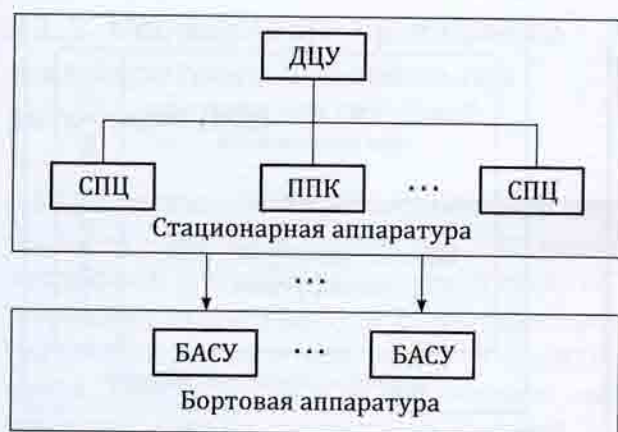 ДЦУ
СПЦ ППК ... СПЦ
Стационарная аппаратура
...
БАСУ ... БАСУ
Бортовая аппаратура